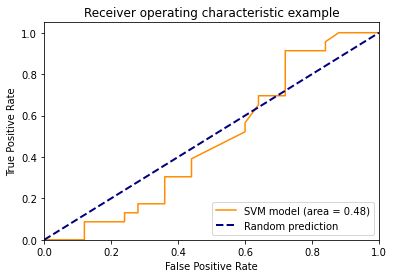 Receiver operating characteristic example
True Positive Rate
1.0
0.8
0.6
0.4
0.2
0.0
SVM model (area = 0.48)
Random prediction
0.0 0.2 0.4 0.6 0.8 1.0
False Positive Rate